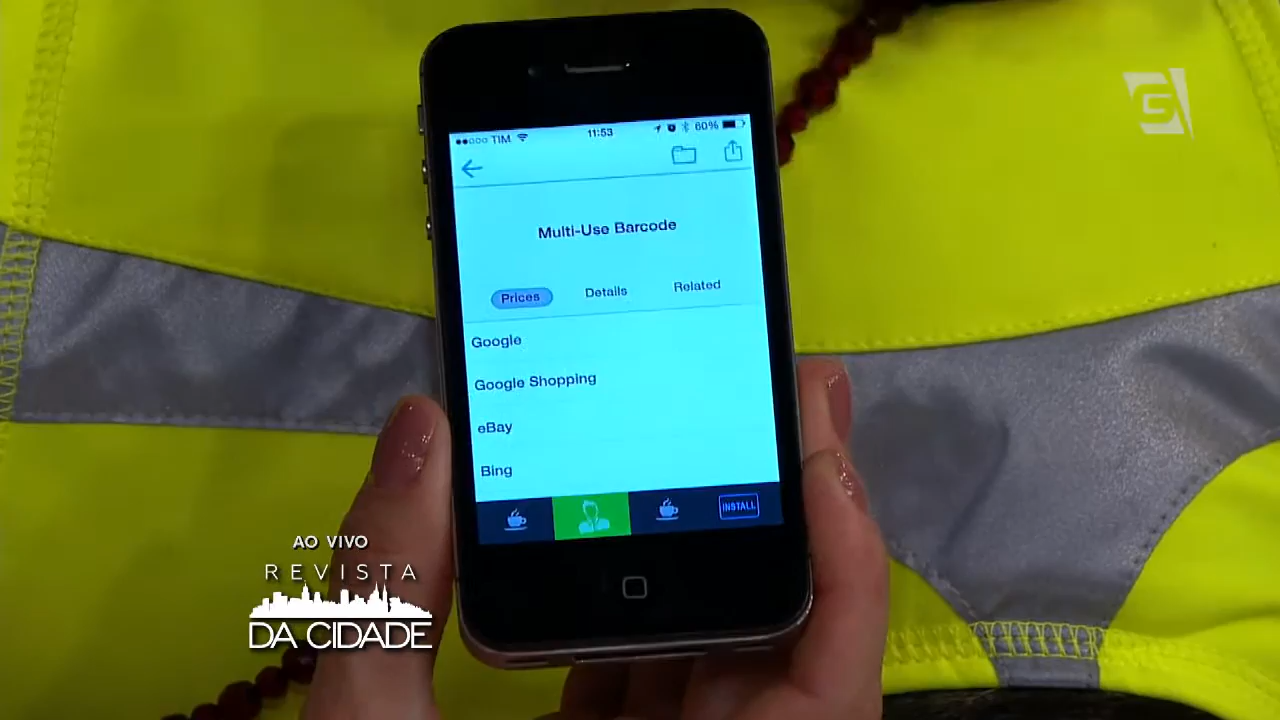 TIM 11:53 60%
Multi-Use Barcode
Prices Details Related
Google
Google Shopping
eBay
Bing
INSTALL
G
AO VIVO
REVISTA
DA CIDADE